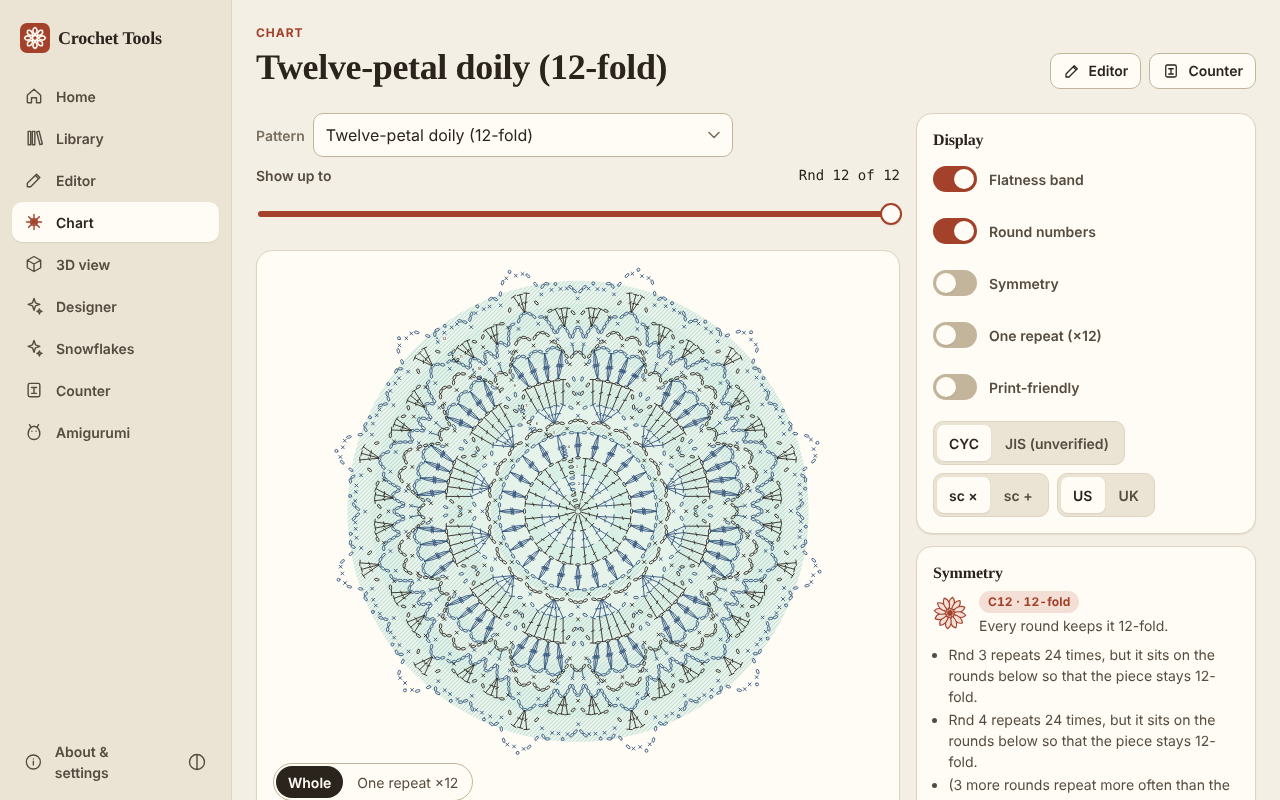 Crochet Tools
Home
Library
Editor
Chart
3D view
Designer
Snowflakes
Counter
Amigurumi
About &
settings
CHART
Twelve-petal doily (12-fold)
Editor
Counter
Pattern
Twelve-petal doily (12-fold)
Show up to
Rnd 12 of 12
Whole
One repeat ×12
Display
Flatness band
Round numbers
Symmetry
One repeat (×12)
Print-friendly
CYC
JIS (unverified)
sc ×
sc +
US
UK
Symmetry
C12 · 12-fold
Every round keeps it 12-fold.
• Rnd 3 repeats 24 times, but it sits on the
rounds below so that the piece stays 12-
fold.
• Rnd 4 repeats 24 times, but it sits on the
rounds below so that the piece stays 12-
fold.
• (3 more rounds repeat more often than the